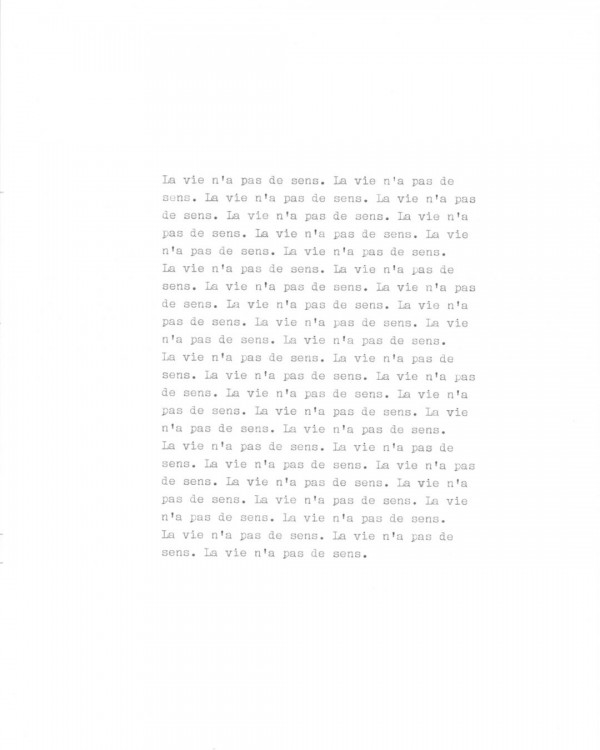 La vie n'a pas de sens. La vie n'a pas de
sens. La vie n'a pas de sens. La vie n'a pas
de sens. La vie n'a pas de sens. La vie n'a
pas de sens. La vie n'a pas de sens. La vie
n'a pas de sens. La vie n'a pas de sens.
La vie n'a pas de sens. La vie n'a pas de
sens. La vie n'a pas de sens. La vie n'a pas
de sens. La vie n'a pas de sens. La vie n'a
pas de sens. La vie n'a pas de sens. La vie
n'a pas de sens. La vie n'a pas de sens.
La vie n'a pas de sens. La vie n'a pas de
sens. La vie n'a pas de sens. La vie n'a pas
de sens. La vie n'a pas de sens. La vie n'a
pas de sens. La vie n'a pas de sens. La vie
n'a pas de sens. La vie n'a pas de sens.
La vie n'a pas de sens. La vie n'a pas de
sens. La vie n'a pas de sens. La vie n'a pas
de sens. La vie n'a pas de sens. La vie n'a
pas de sens. La vie n'a pas de sens. La vie
n'a pas de sens. La vie n'a pas de sens.
La vie n'a pas de sens. La vie n'a pas de
sens. La vie n'a pas de sens.